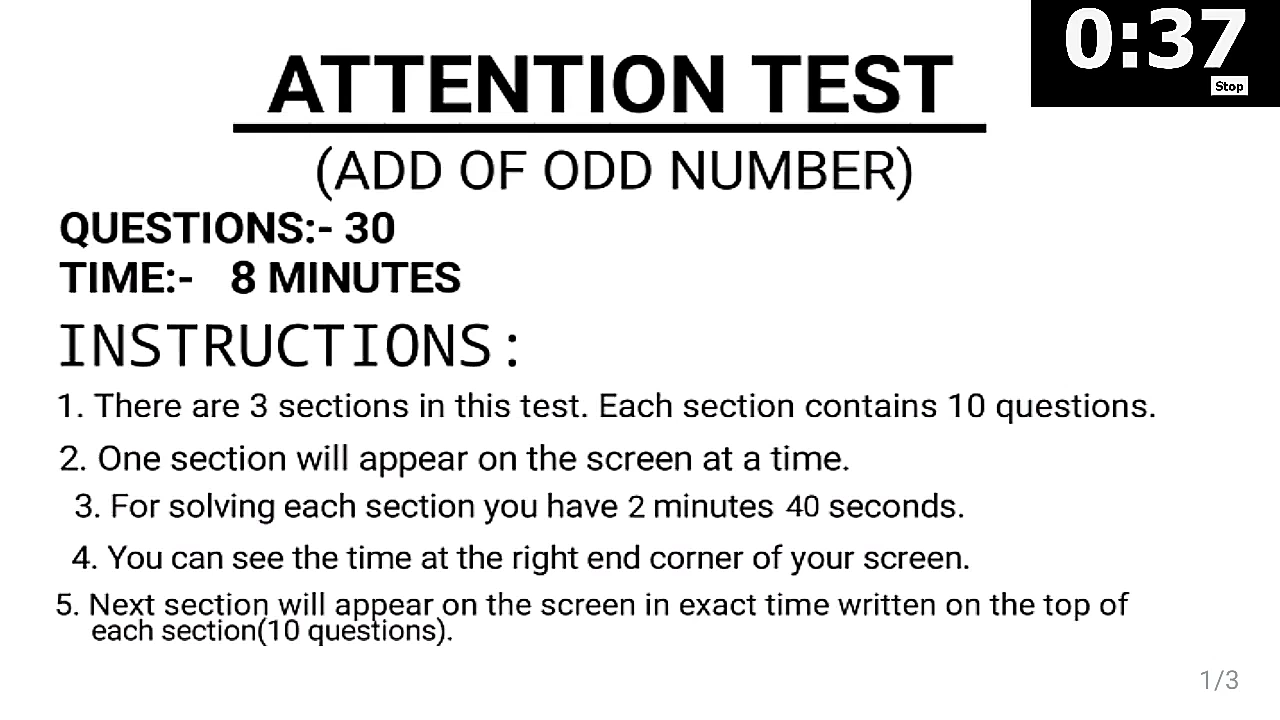 0:37
Stop
ATTENTION TEST
(ADD OF ODD NUMBER)
QUESTIONS:- 30
TIME:- 8 MINUTES
INSTRUCTIONS:
1. There are 3 sections in this test. Each section contains 10 questions.
2. One section will appear on the screen at a time.
3. For solving each section you have 2 minutes 40 seconds.
4. You can see the time at the right end corner of your screen.
5. Next section will appear on the screen in exact time written on the top of
each section(10 questions).
1/3